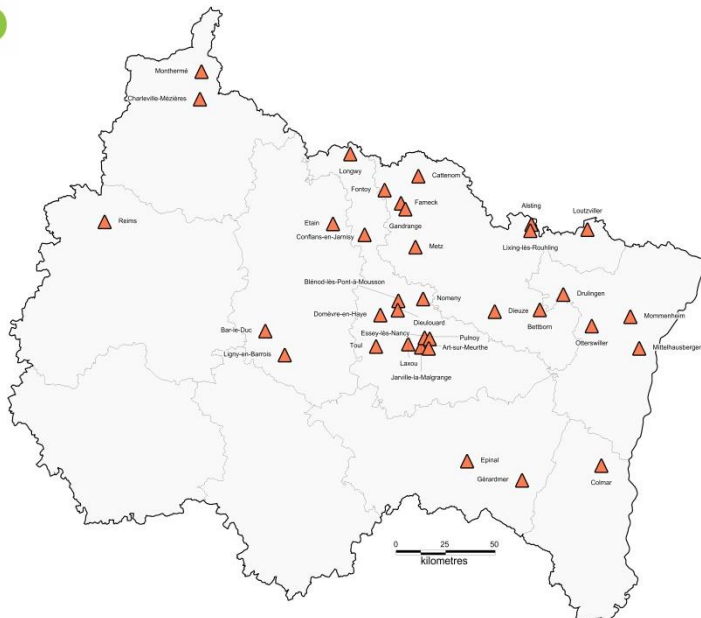 Monthermé
Charleville-Mézières
Longwy
Cattenom
Fontoy
Fameck
Alsting
Loutzviller
Reims
Etain
Gandrange
Conflans-en-Jarnisy
Lixing-lès-Rouhling
Metz
Blénod-lès-Pont-à-Mousson
Nomeny
Drulingen
Domèvre-en-Haye
Dieulouard
Dieuze
Bettborn
Mommenheim
Otterswiller
Bar-le-Duc
Essey-lès-Nancy
Pulnoy
Toul
Art-sur-Meurthe
Mittelhausbergen
Ligny-en-Barrois
Laxou
Jarville-la-Malgrange
Epinal
Gérardmer
Colmar
0 25 50
kilometres